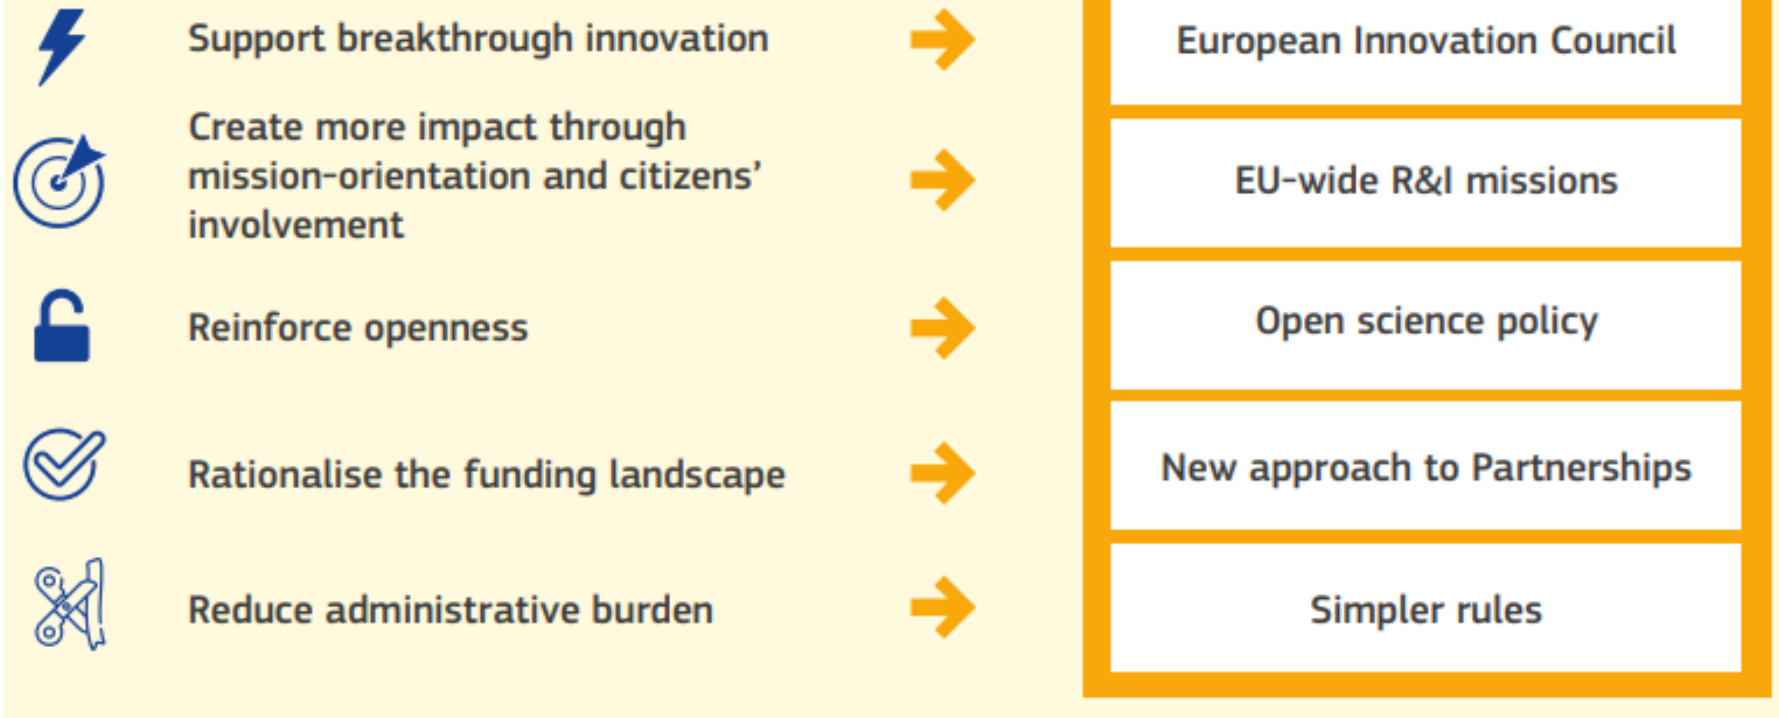 Support breakthrough innovation
European Innovation Council
Create more impact through
mission-orientation and citizens’
involvement
EU-wide R&I missions
Reinforce openness
Open science policy
Rationalise the funding landscape
New approach to Partnerships
Reduce administrative burden
Simpler rules